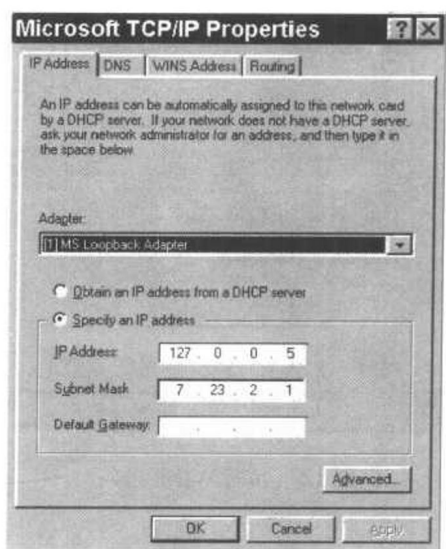 Microsoft TCP/IP Properties ? X
IP Address DNS WINS Address Routing
An IP address can be automatically assigned to this network card
by a DHCP server. If your network does not have a DHCP server,
ask your network administrator for an address, and then type it in
the space below.
Adapter:
[1] MS Loopback Adapter
Obtain an IP address from a DHCP server
Specify an IP address
IP Address: 127 . 0 . 0 . 5
Subnet Mask: 7 . 23 . 2 . 1
Default Gateway: . . .
Advanced...
OK Cancel Apply